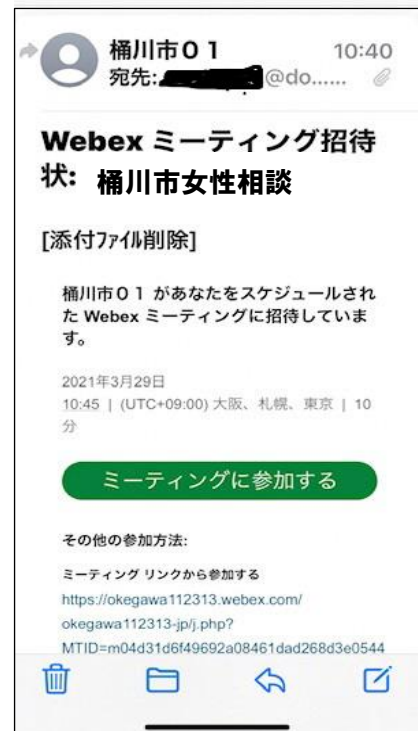 桶川市01
10:40
宛先:
@do......
Webex ミーティング招待
状: 桶川市女性相談
[添付ファイル削除]
桶川市01 があなたをスケジュールされ
た Webex ミーティングに招待していま
す。
2021年3月29日
10:45 | (UTC+09:00) 大阪、札幌、東京 | 10
分
ミーティングに参加する
その他の参加方法:
ミーティング リンクから参加する
https://okegawa112313.webex.com/
okegawa112313-jp/j.php?
MTID=m04d31d6f49692a08461dad268d3e0544